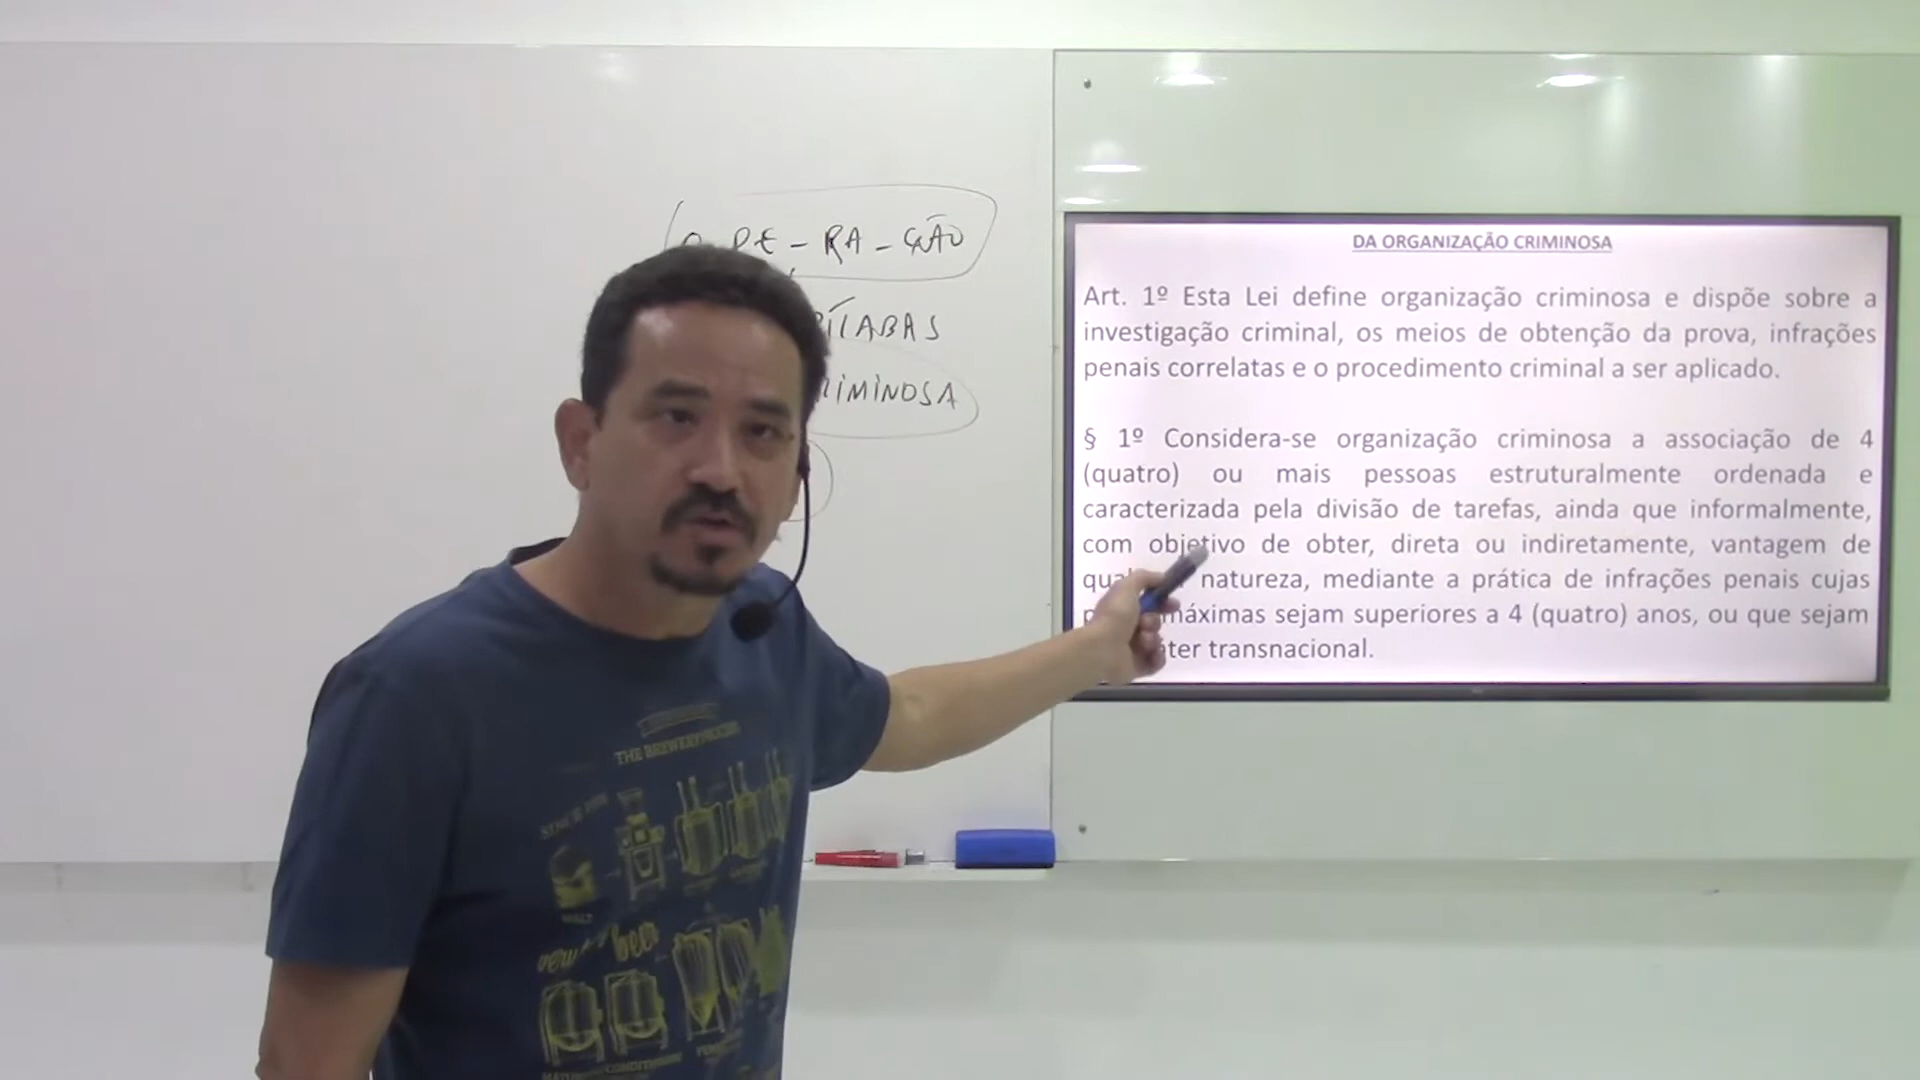 PE - RA - ÇÃO
RIMINOSA
DA ORGANIZAÇÃO CRIMINOSA
Art. 1º Esta Lei define organização criminosa e dispõe sobre a
investigação criminal, os meios de obtenção da prova, infrações
penais correlatas e o procedimento criminal a ser aplicado.
§ 1º Considera-se organização criminosa a associação de 4
(quatro) ou mais pessoas estruturalmente ordenada e
caracterizada pela divisão de tarefas, ainda que informalmente,
com objetivo de obter, direta ou indiretamente, vantagem de
natureza, mediante a prática de infrações penais cujas
máximas sejam superiores a 4 (quatro) anos, ou que sejam
transnacional.
THE BREWERY
MALT
beer